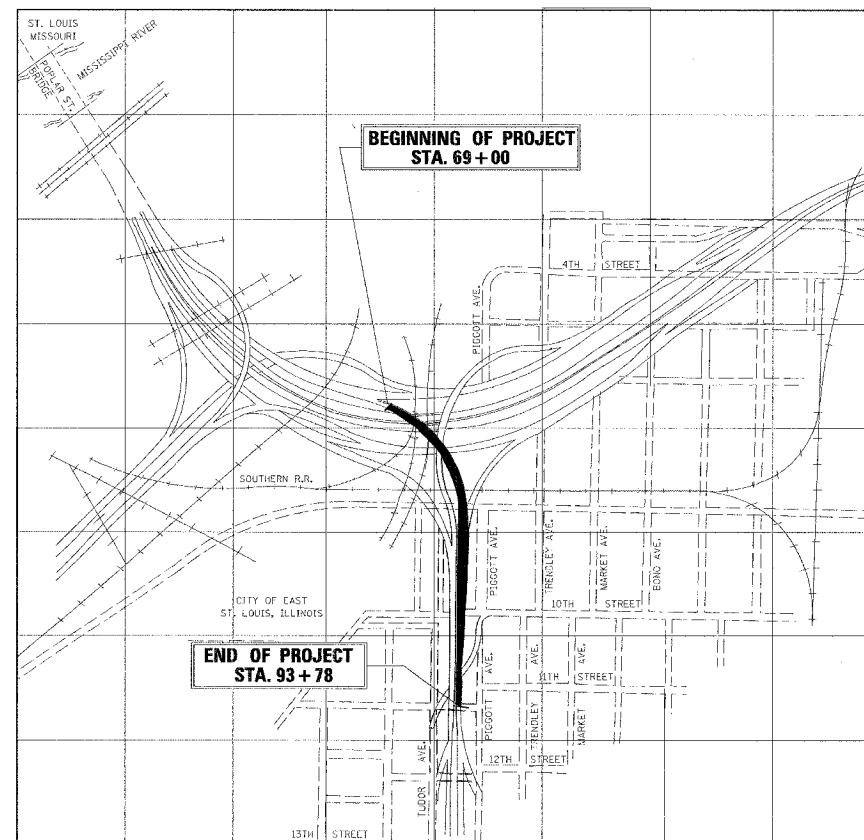 ST. LOUIS
MISSOURI
MISSISSIPPI RIVER
POPLAR ST.
BRIDGE
BEGINNING OF PROJECT
STA. 69+00
4TH STREET
PIGGOTT AVE.
SOUTHERN R.R.
PIGGOTT AVE.
TRENDLEY AVE.
MARKET AVE.
BOND AVE.
10TH STREET
CITY OF EAST
ST. LOUIS, ILLINOIS
END OF PROJECT
STA. 93+78
PIGGOTT AVE.
TRENDLEY AVE.
MARKET AVE.
11TH STREET
12TH STREET
TUDOR AVE.
13TH STREET